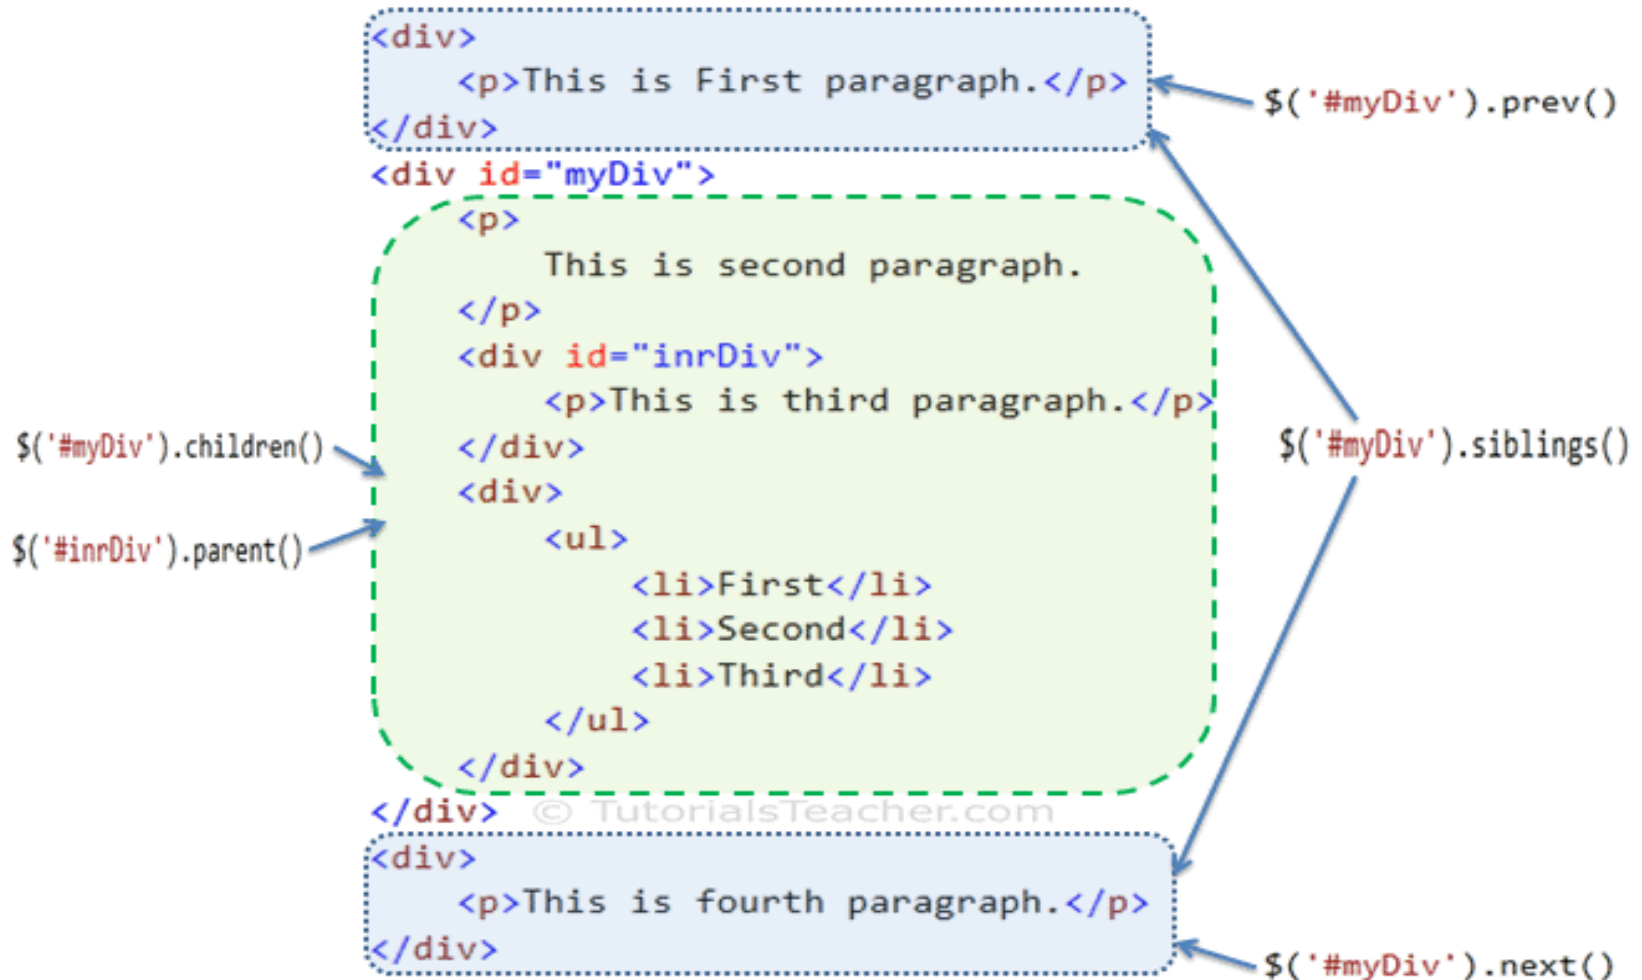 <div>
<p>This is First paragraph.</p>
$('#myDiv').prev()
</div>
<div id="myDiv">
<p>
This is second paragraph.
</p>
<div id="inrDiv">
<p>This is third paragraph.</p>
$('#myDiv').children()
</div>
$('#myDiv').siblings()
<div>
$('#inrDiv').parent()
<ul>
<li>First</li>
<li>Second</li>
<li>Third</li>
</ul>
</div>
</div>
© TutorialsTeacher.com
<div>
<p>This is fourth paragraph.</p>
</div>
$('#myDiv').next()